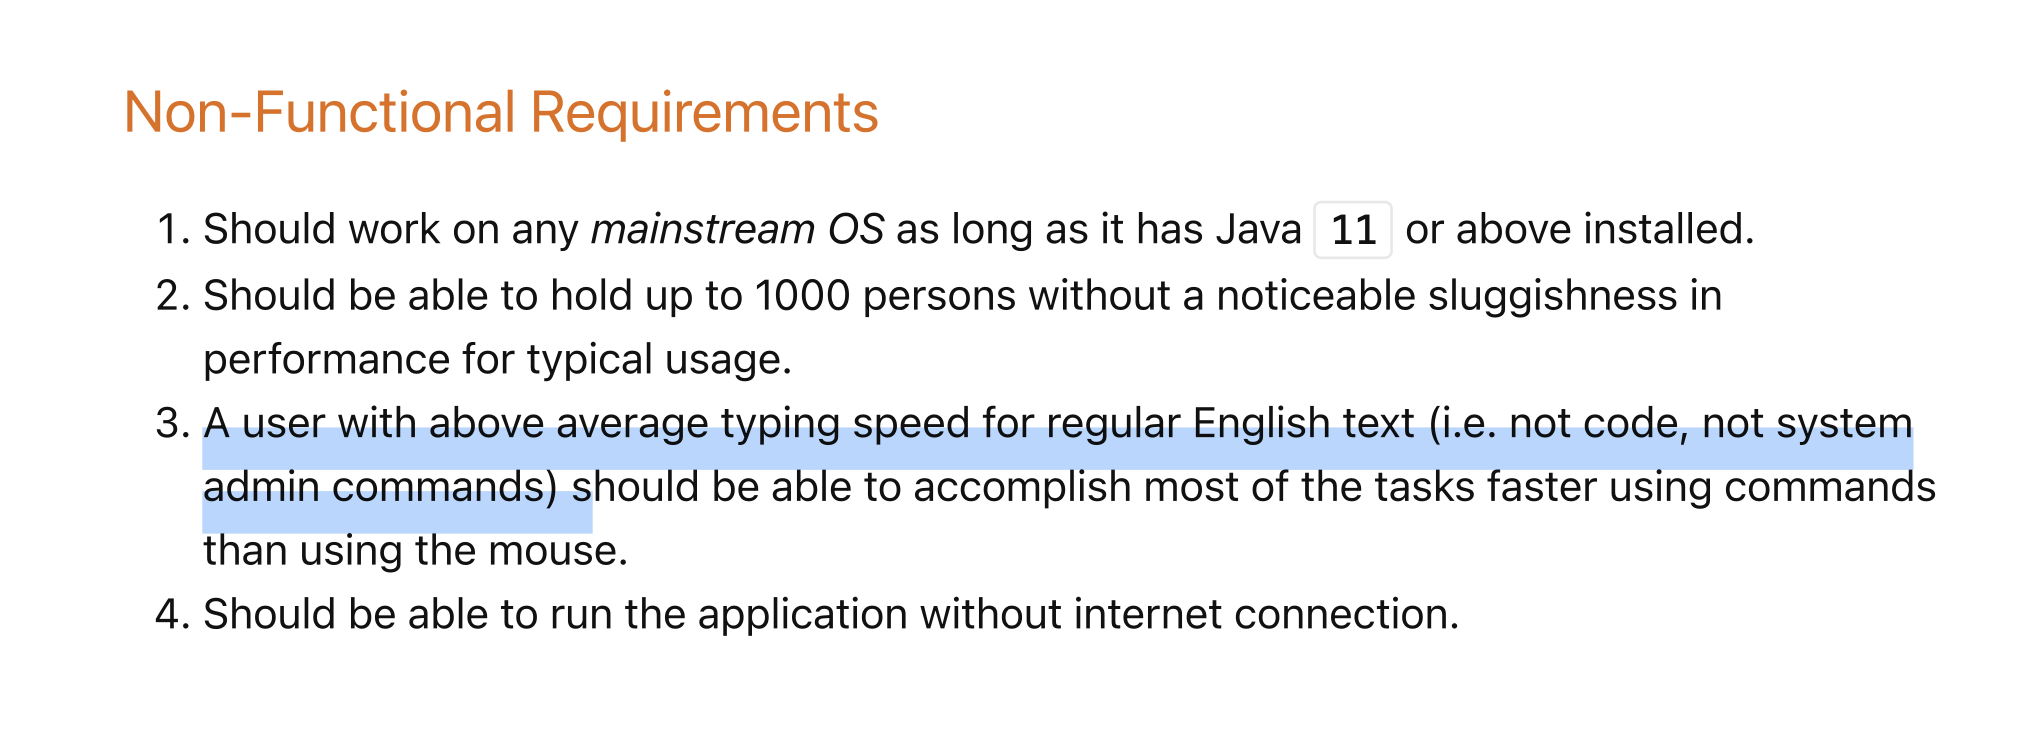 Non-Functional Requirements
1. Should work on any mainstream OS as long as it has Java 11 or above installed.
2. Should be able to hold up to 1000 persons without a noticeable sluggishness in
performance for typical usage.
3. A user with above average typing speed for regular English text (i.e. not code, not system
admin commands) should be able to accomplish most of the tasks faster using commands
than using the mouse.
4. Should be able to run the application without internet connection.